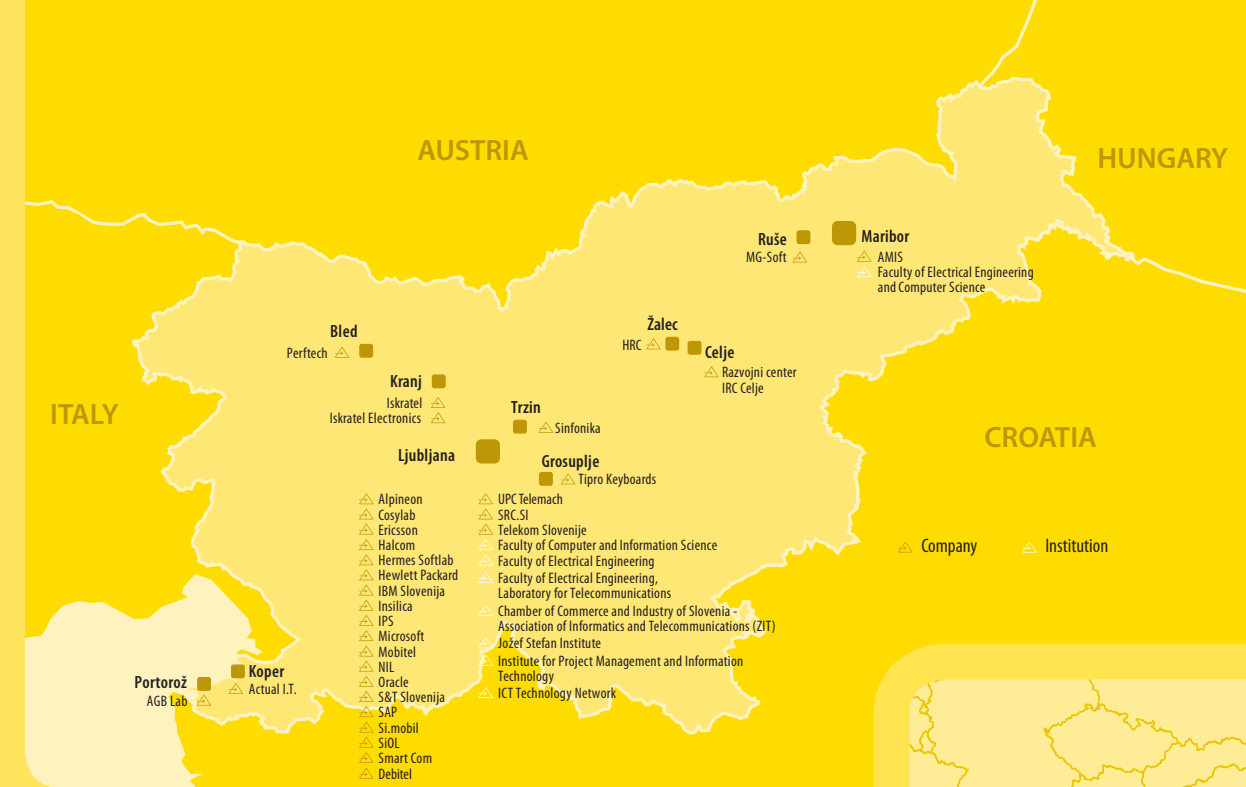 AUSTRIA
HUNGARY
Ruše
MG-Soft
Maribor
AMIS
Faculty of Electrical Engineering
and Computer Science
Bled
Perftech
Žalec
HRC
Celje
Razvojni center
IRC Celje
Kranj
Iskratel
Iskratel Electronics
ITALY
Trzin
Sinfonika
CROATIA
Ljubljana
Grosuplje
Tipro Keyboards
Alpineon
Cosylab
Ericsson
Halcom
Hermes Softlab
Hewlett Packard
IBM Slovenija
Insilica
IPS
Microsoft
Mobitel
NIL
Oracle
S&T Slovenija
SAP
Si.mobil
SiOL
Smart Com
Debitel
UPC Telemach
SRC.SI
Telekom Slovenije
Faculty of Computer and Information Science
Faculty of Electrical Engineering
Faculty of Electrical Engineering,
Laboratory for Telecommunications
Chamber of Commerce and Industry of Slovenia -
Association of Informatics and Telecommunications (ZIT)
Jožef Stefan Institute
Institute for Project Management and Information
Technology
ICT Technology Network
Company
Institution
Koper
Actual I.T.
Portorož
AGB Lab